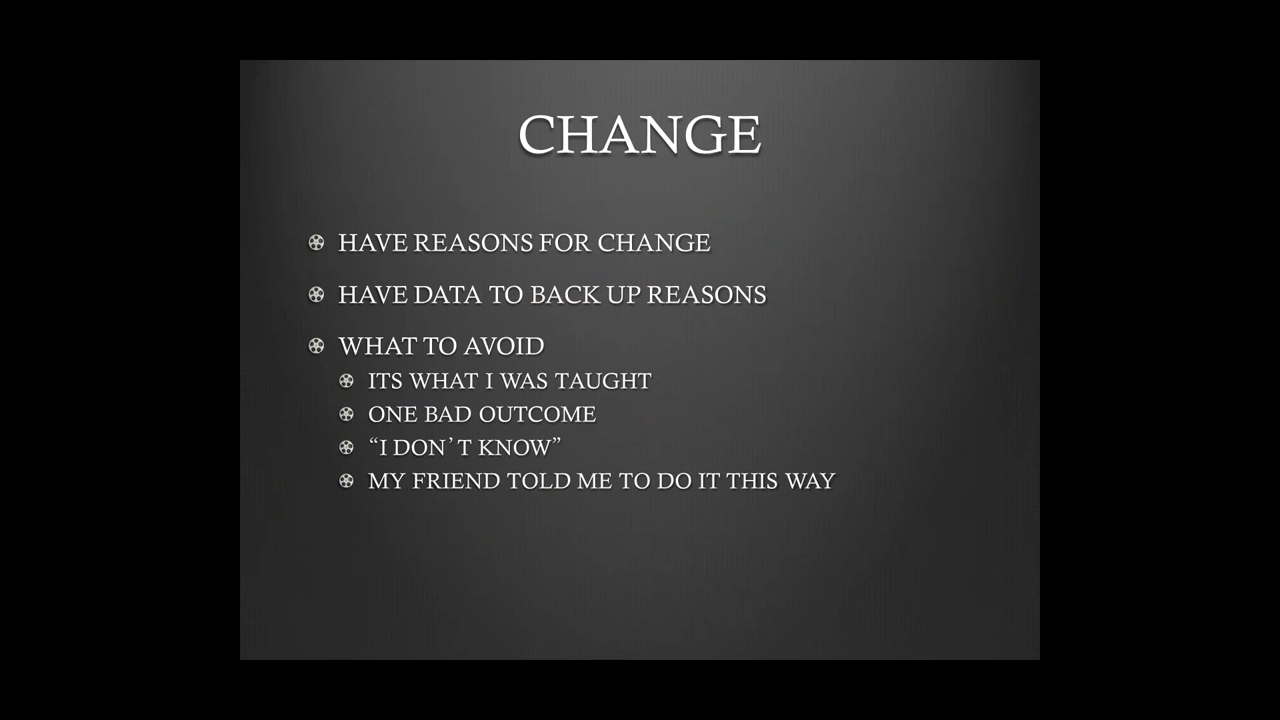 CHANGE
HAVE REASONS FOR CHANGE
HAVE DATA TO BACK UP REASONS
WHAT TO AVOID
ITS WHAT I WAS TAUGHT
ONE BAD OUTCOME
“I DON’T KNOW”
MY FRIEND TOLD ME TO DO IT THIS WAY